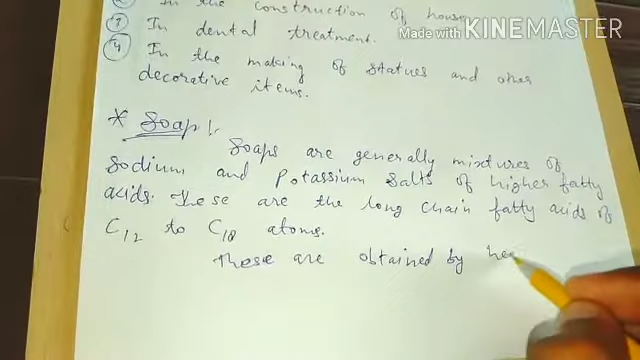 In the construction of house
Made with KINEMASTER
(3) In dental treatment.
(4) In the making of statues and other
decorative items.
* Soap :
Soaps are generally mixtures of
Sodium and Potassium Salts of higher fatty
acids. These are the long chain fatty acids of
C12 to C18 atoms.
These are obtained by hea